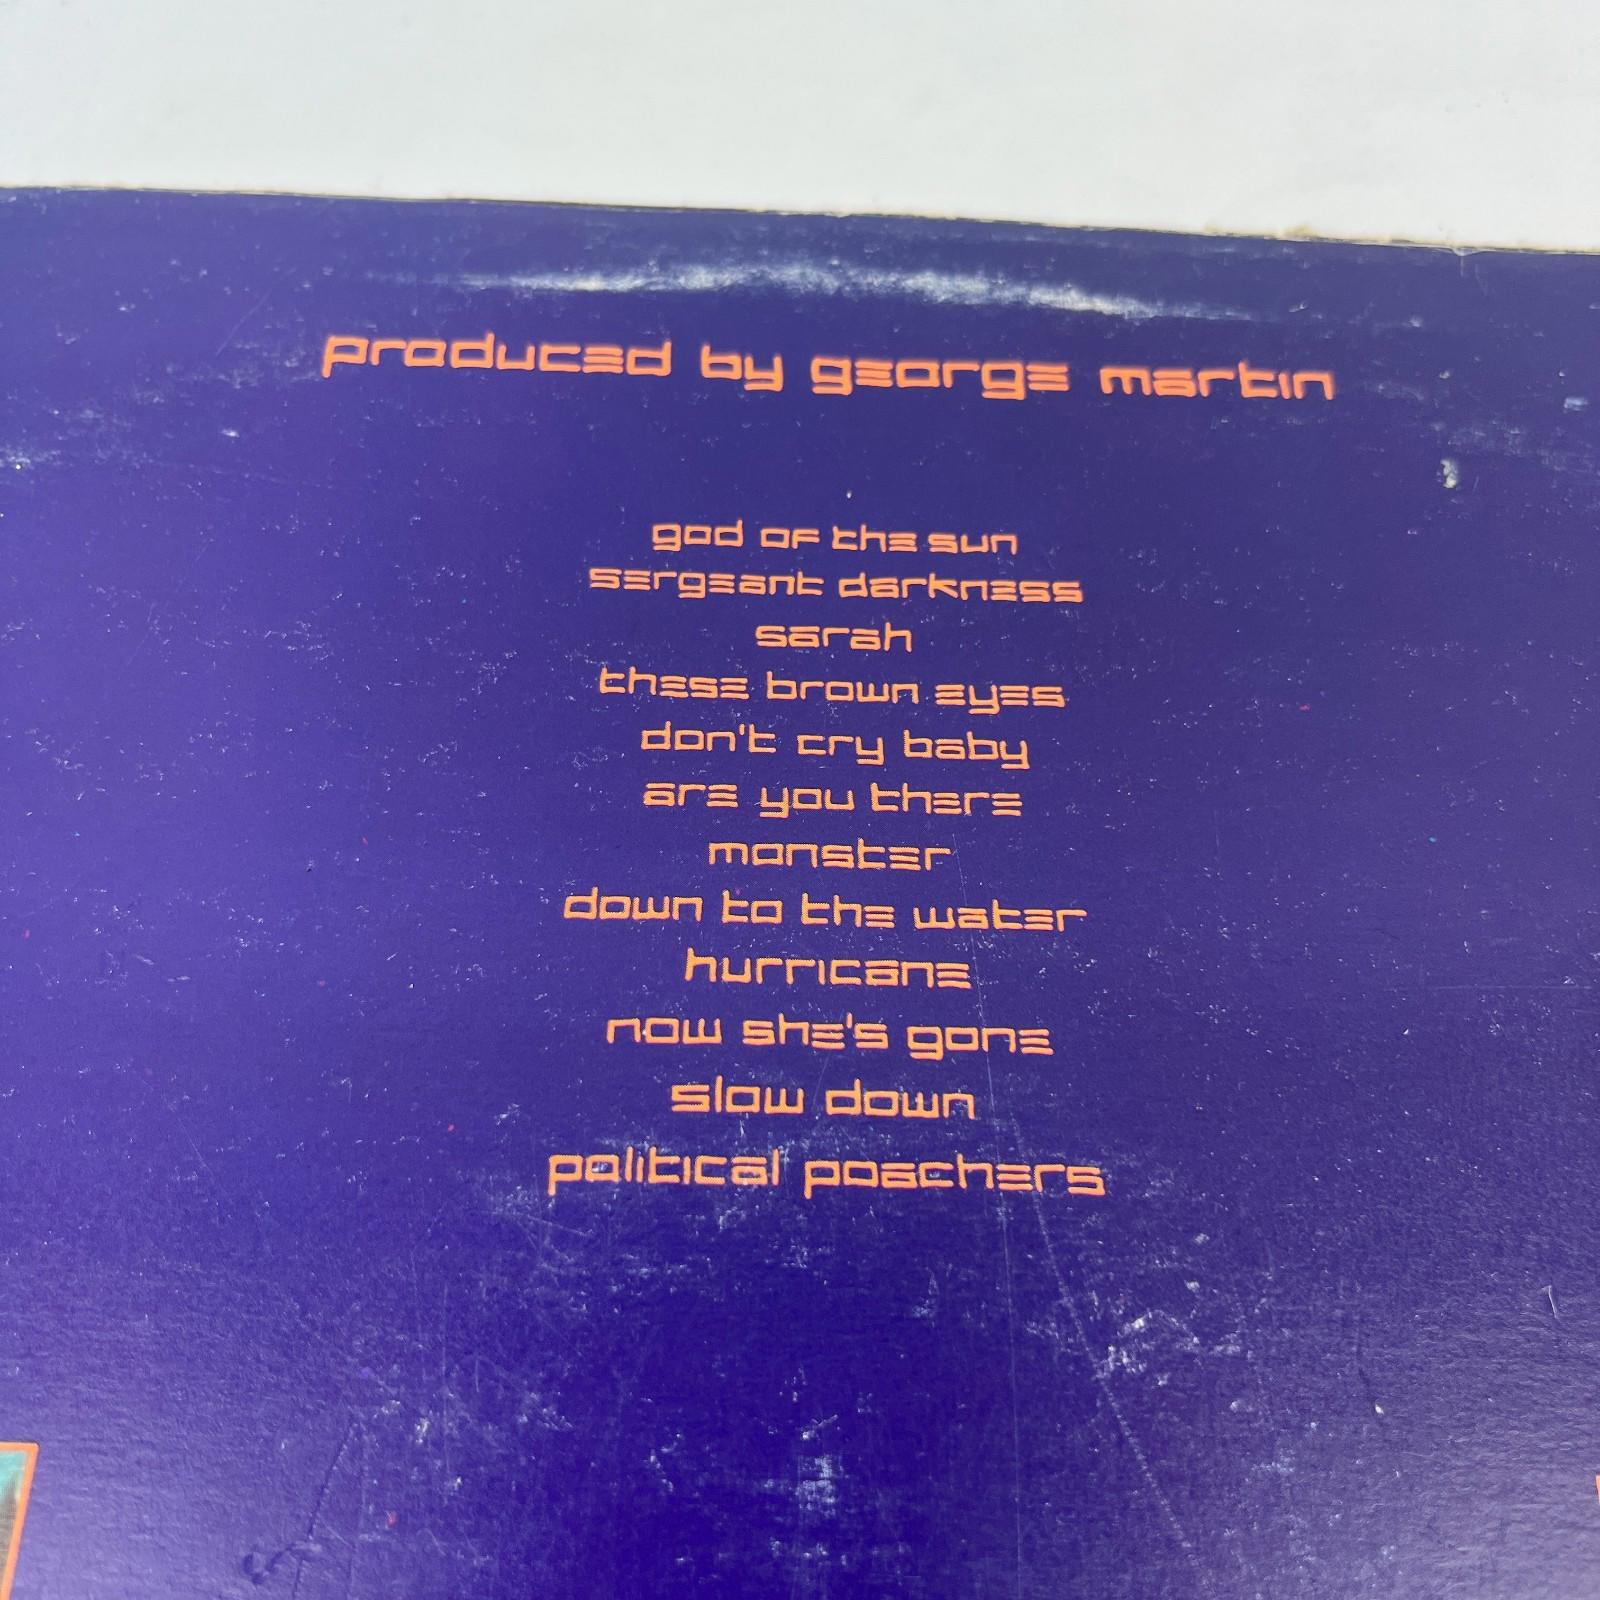 produced by george martin
god of the sun
sergeant darkness
sarah
these brown eyes
don't cry baby
are you there
monster
down to the water
hurricane
now she's gone
slow down
political poachers